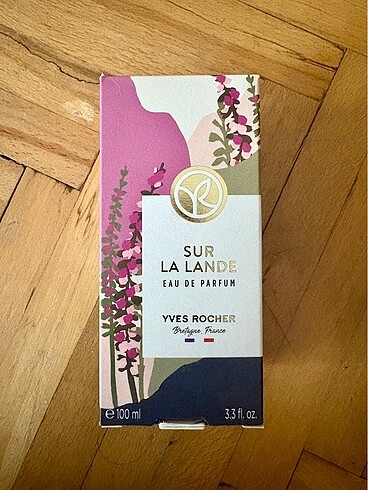 SUR
LA LANDE
EAU DE PARFUM
YVES ROCHER
Bretagne, France
℮ 100 ml 3.3 fl. oz.